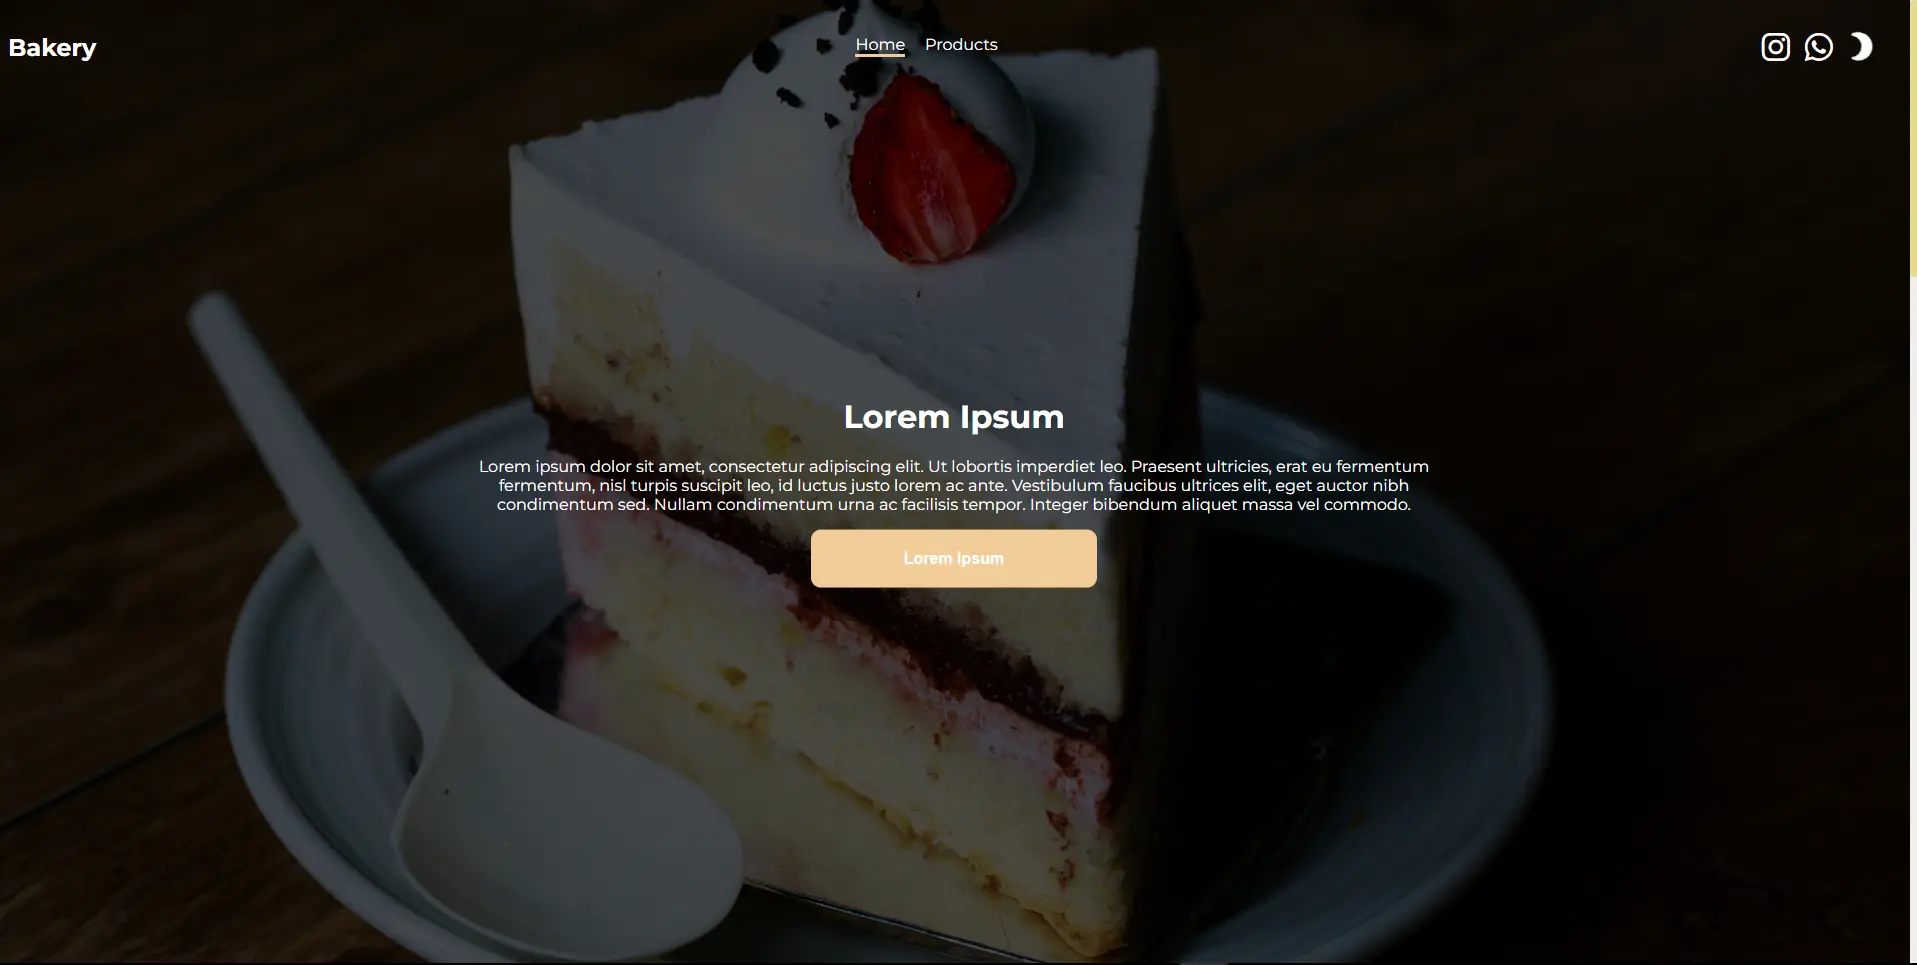 Bakery
Home Products
Lorem Ipsum
Lorem ipsum dolor sit amet, consectetur adipiscing elit. Ut lobortis imperdiet leo. Praesent ultricies, erat eu fermentum
fermentum, nisl turpis suscipit leo, id luctus justo lorem ac ante. Vestibulum faucibus ultrices elit, eget auctor nibh
condimentum sed. Nullam condimentum urna ac facilisis tempor. Integer bibendum aliquet massa vel commodo.
Lorem Ipsum